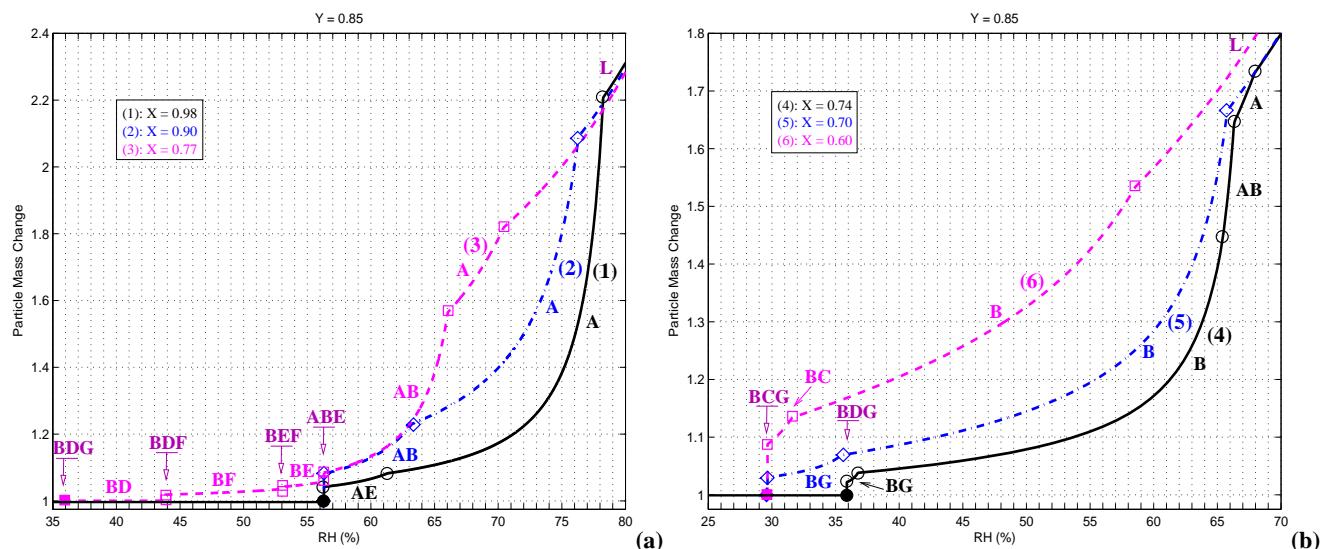 Y = 0.85
2.4
2.2
2
1.8
1.6
1.4
1.2
1
Particle Mass Change
(1): X = 0.98
(2): X = 0.90
(3): X = 0.77
L
(3)
A
(2)
(1)
A
A
AB
ABE
BEF
BDF
BDG
AB
BE
BF
BD
AE
35 40 45 50 55 60 65 70 75 80
RH (%)
(a)
Y = 0.85
1.8
1.7
1.6
1.5
1.4
1.3
1.2
1.1
1
Particle Mass Change
(4): X = 0.74
(5): X = 0.70
(6): X = 0.60
L
A
AB
(6)
B
(5)
(4)
B
B
BC
BCG
BDG
BG
BG
25 30 35 40 45 50 55 60 65 70
RH (%)
(b)